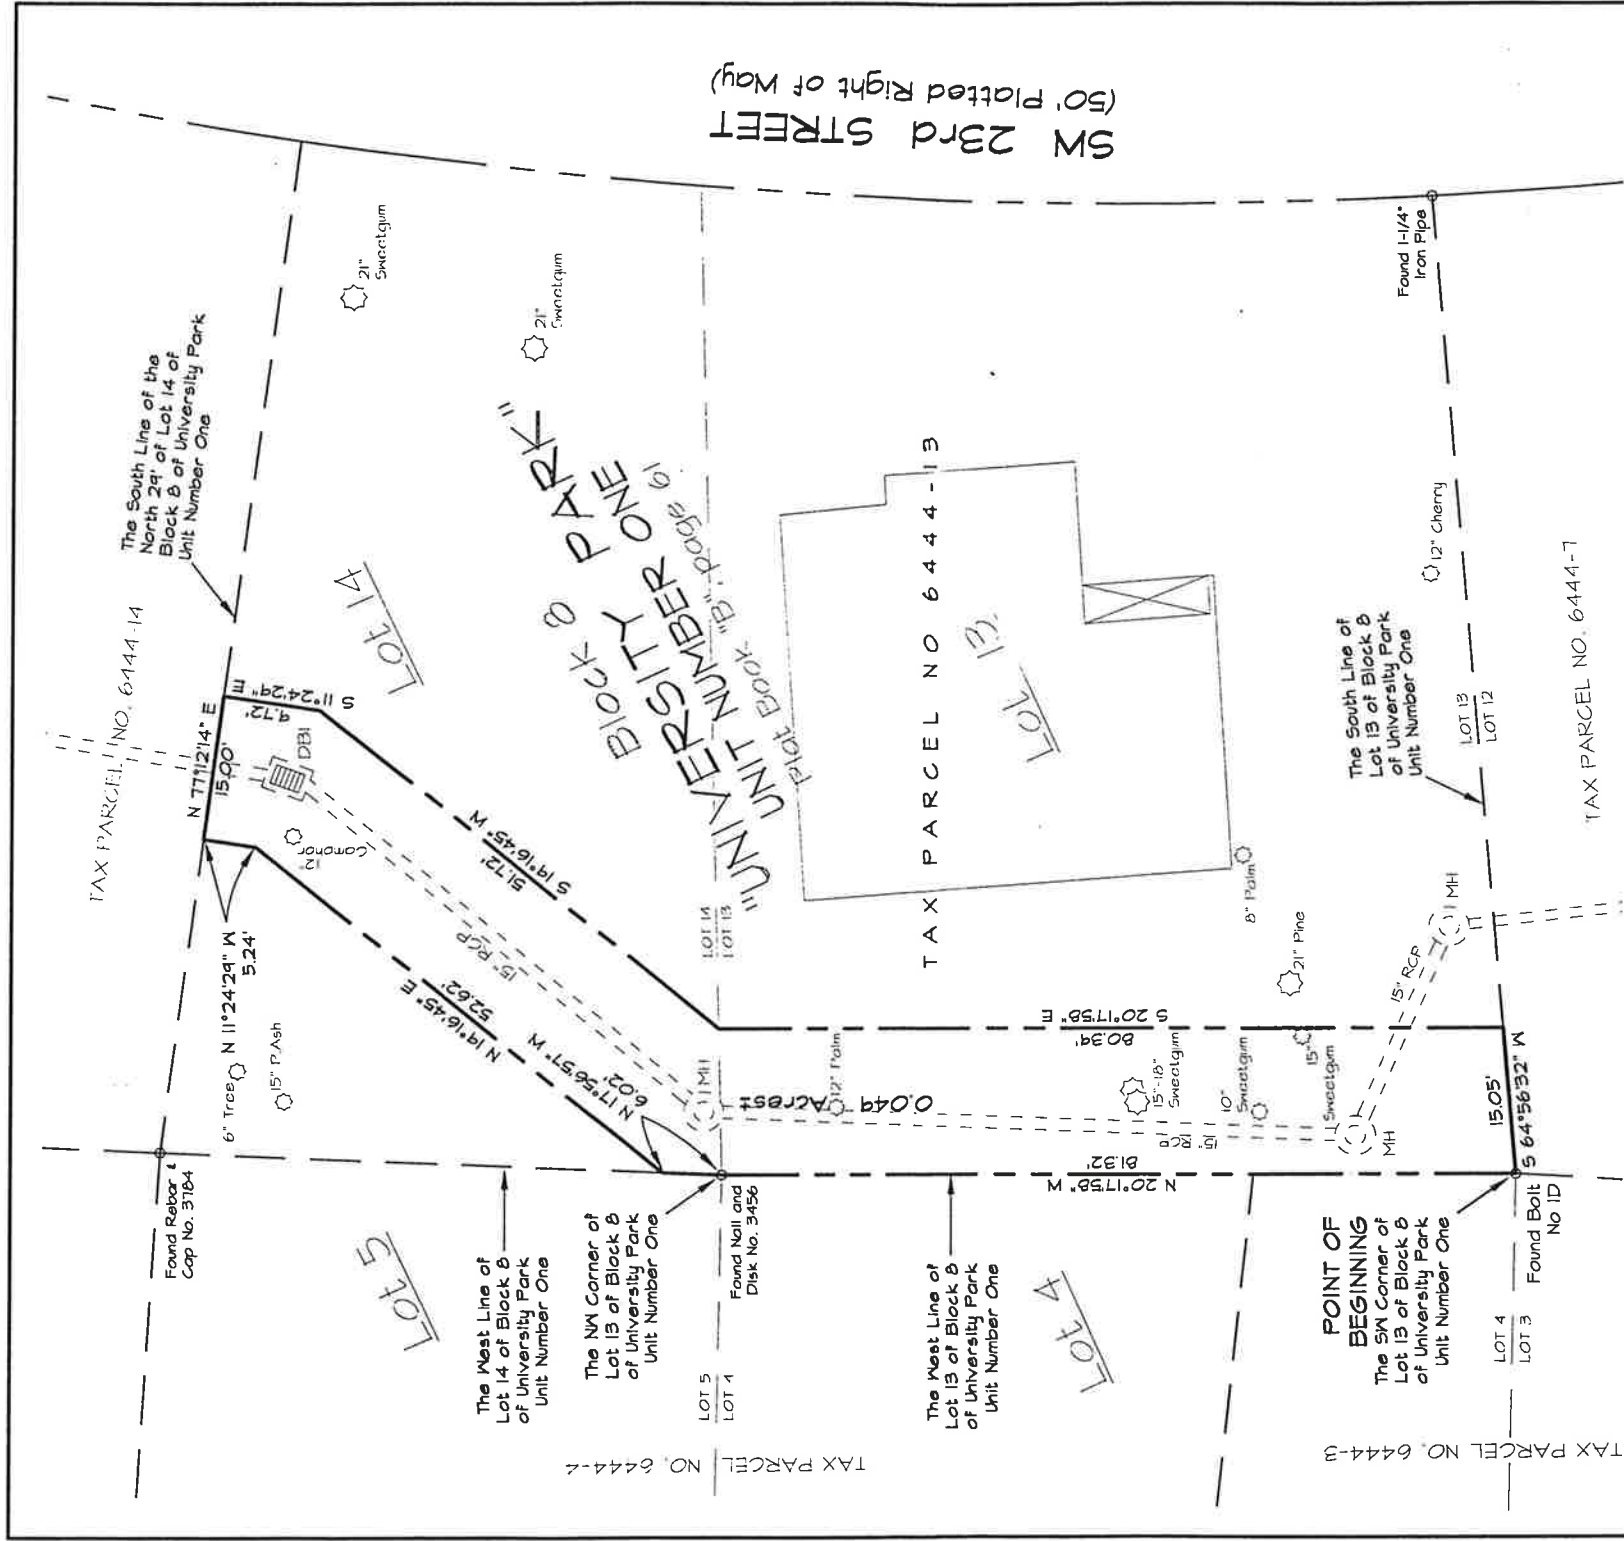 SW 23rd STREET
(50' Platted Right of Way)
The South Line of the
North 29' of Lot 14 of
Block 8 of University Park
Unit Number One
TAX PARCEL NO. 6444-14
N 77°12'14" E
15.00'
S 11°24'29" E
9.72'
DBI
12"
Camphor
N 11°24'29" W
5.24'
6" Tree
15" P.Ash
21"
Sweetgum
21"
Sweetgum
Lot 14
Block 8
"UNIVERSITY PARK"
UNIT NUMBER ONE
Plat Book "B", Page 61
S 19°16'45" W
51.72'
15" RCP
N 19°16'45" E
52.62'
N 17°56'57" W
6.02'
LOT 14
LOT 13
MH
Found Rebar &
Cap No. 3784
Lot 5
The West Line of
Lot 14 of Block 8
of University Park
Unit Number One
The NW Corner of
Lot 13 of Block 8
of University Park
Unit Number One
Found Nail and
Disk No. 3456
LOT 5
LOT 4
TAX PARCEL NO. 6444-4
TAX PARCEL NO 6444-13
Lot 13
0.049 Acres±
12" Palm
S 20°17'58" E
80.39'
15"-18"
Sweetgum
10"
Sweetgum
15"
Sweetgum
15"
RCP
N 20°17'58" W
81.32'
8" Palm
21" Pine
15" RCP
MH
MH
12" Cherry
Found 1-1/4"
Iron Pipe
The South Line of
Lot 13 of Block 8
of University Park
Unit Number One
LOT 13
LOT 12
TAX PARCEL NO. 6444-7
15.05'
S 64°56'32" W
The West Line of
Lot 13 of Block 8
of University Park
Unit Number One
Lot 4
POINT OF
BEGINNING
The SW Corner of
Lot 13 of Block 8
of University Park
Unit Number One
Found Bolt
No ID
LOT 4
LOT 3
TAX PARCEL NO. 6444-3